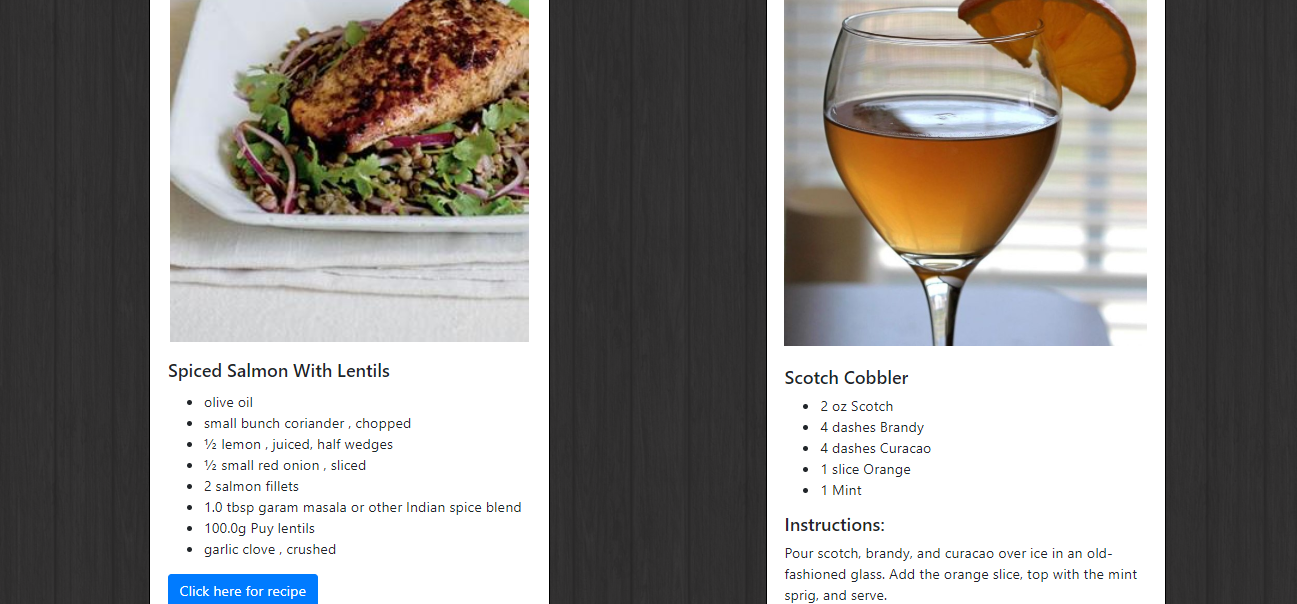 Spiced Salmon With Lentils
olive oil
small bunch coriander , chopped
½ lemon , juiced, half wedges
½ small red onion , sliced
2 salmon fillets
1.0 tbsp garam masala or other Indian spice blend
100.0g Puy lentils
garlic clove , crushed
Click here for recipe
Scotch Cobbler
2 oz Scotch
4 dashes Brandy
4 dashes Curacao
1 slice Orange
1 Mint
Instructions:
Pour scotch, brandy, and curacao over ice in an old-
fashioned glass. Add the orange slice, top with the mint
sprig, and serve.